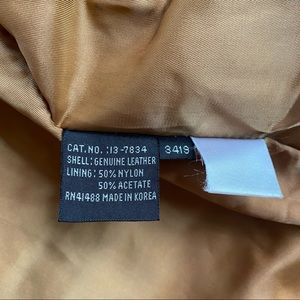 CAT. NO. :13-7834
SHELL: GENUINE LEATHER
LINING: 50% NYLON
50% ACETATE
RN41488 MADE IN KOREA
3419